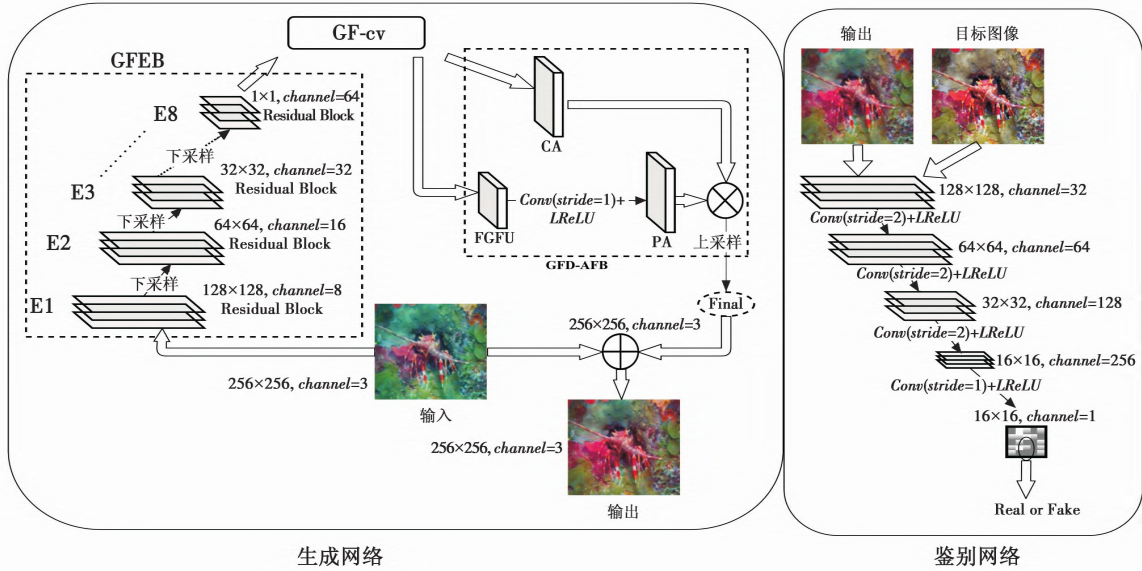 GF-cv
GFEB
E8
1×1, channel=64
Residual Block
下采样
E3
32×32, channel=32
Residual Block
下采样
E2
64×64, channel=16
Residual Block
下采样
E1
128×128, channel=8
Residual Block
256×256, channel=3
输入
CA
FGFU
Conv(stride=1)+
LReLU
PA
上采样
GFD-AFB
Final
256×256, channel=3
256×256, channel=3
输出
生成网络
输出
目标图像
128×128, channel=32
Conv(stride=2)+LReLU
64×64, channel=64
Conv(stride=2)+LReLU
32×32, channel=128
Conv(stride=2)+LReLU
16×16, channel=256
Conv(stride=1)+LReLU
16×16, channel=1
Real or Fake
鉴别网络